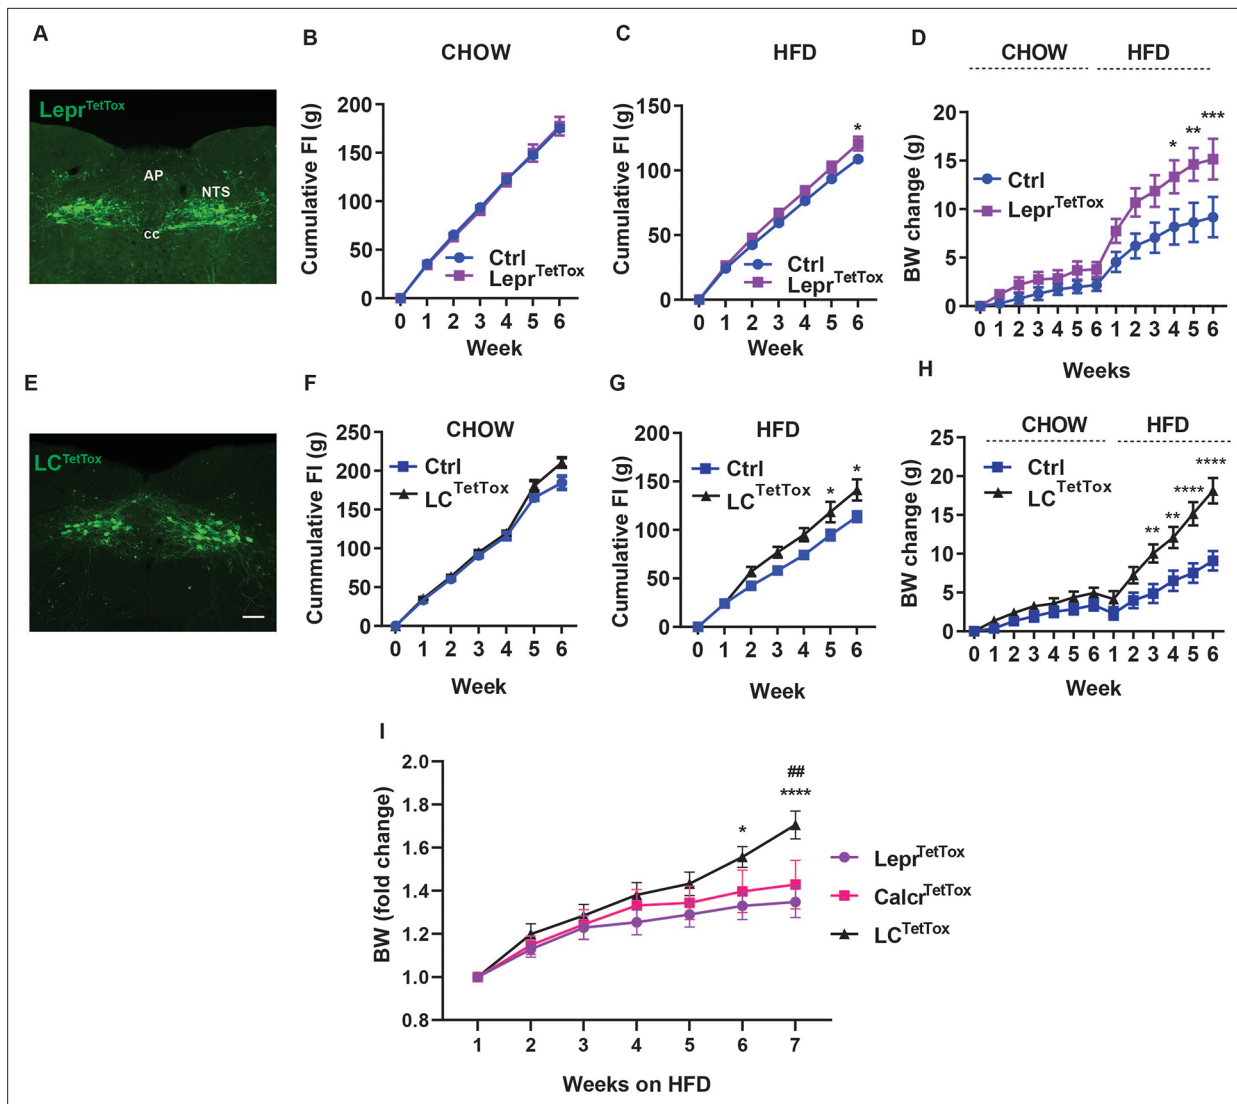 A
Lepr^TetTox
AP
NTS
cc
B
CHOW
Cumulative FI (g)
200
150
100
50
0
Ctrl
Lepr^TetTox
0 1 2 3 4 5 6
Week
C
HFD
Cumulative FI (g)
150
100
50
0
*
Ctrl
Lepr^TetTox
0 1 2 3 4 5 6
Week
D
CHOW HFD
BW change (g)
20
15
10
5
0
* ** ***
Ctrl
Lepr^TetTox
0 1 2 3 4 5 6 1 2 3 4 5 6
Weeks
E
LC^TetTox
F
CHOW
Cummulative FI (g)
250
200
150
100
50
0
Ctrl
LC^TetTox
0 1 2 3 4 5 6
Week
G
HFD
Cumulative FI (g)
200
150
100
50
0
Ctrl
LC^TetTox
* *
0 1 2 3 4 5 6
Week
H
CHOW HFD
BW change (g)
25
20
15
10
5
0
Ctrl
LC^TetTox
** ** **** ****
0 1 2 3 4 5 6 1 2 3 4 5 6
Week
I
BW (fold change)
2.0
1.8
1.6
1.4
1.2
1.0
0.8
*
##
****
Lepr^TetTox
Calcr^TetTox
LC^TetTox
1 2 3 4 5 6 7
Weeks on HFD